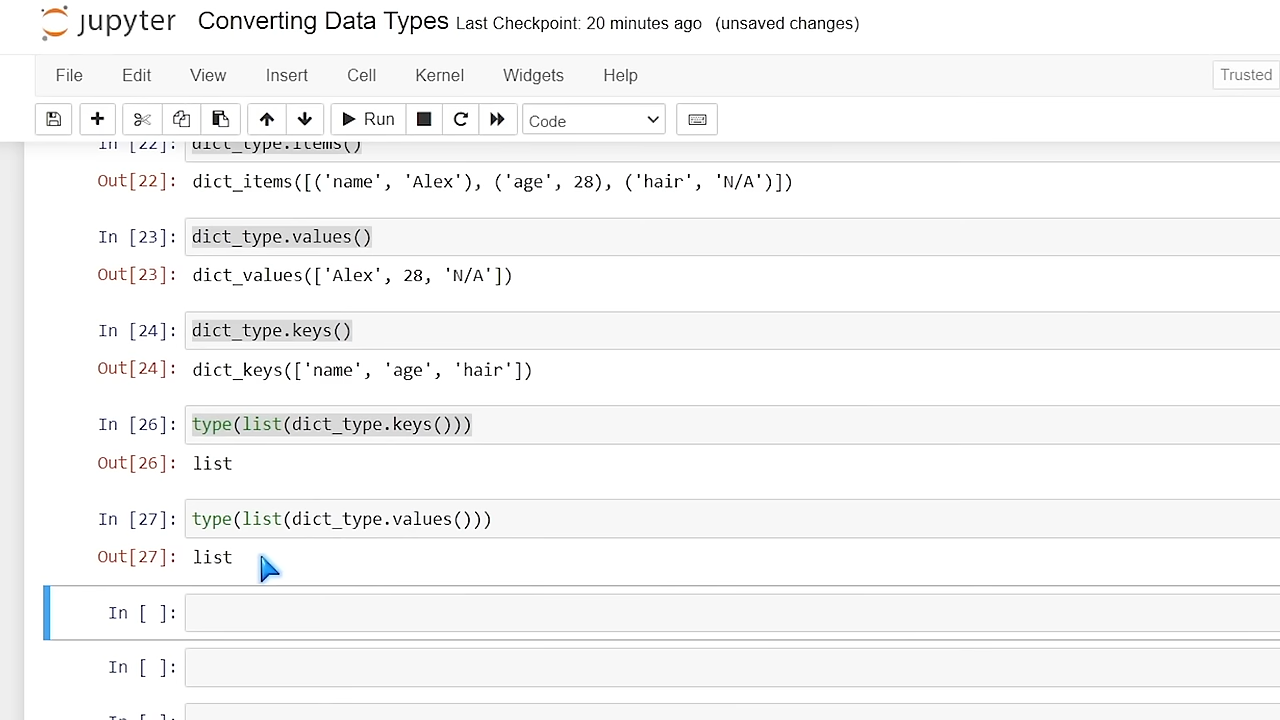 jupyter Converting Data Types Last Checkpoint: 20 minutes ago (unsaved changes)
File Edit View Insert Cell Kernel Widgets Help Trusted
Run Code
In [22]: dict_type.items()
Out[22]: dict_items([('name', 'Alex'), ('age', 28), ('hair', 'N/A')])
In [23]: dict_type.values()
Out[23]: dict_values(['Alex', 28, 'N/A'])
In [24]: dict_type.keys()
Out[24]: dict_keys(['name', 'age', 'hair'])
In [26]: type(list(dict_type.keys()))
Out[26]: list
In [27]: type(list(dict_type.values()))
Out[27]: list
In [ ]:
In [ ]:
In [ ]: